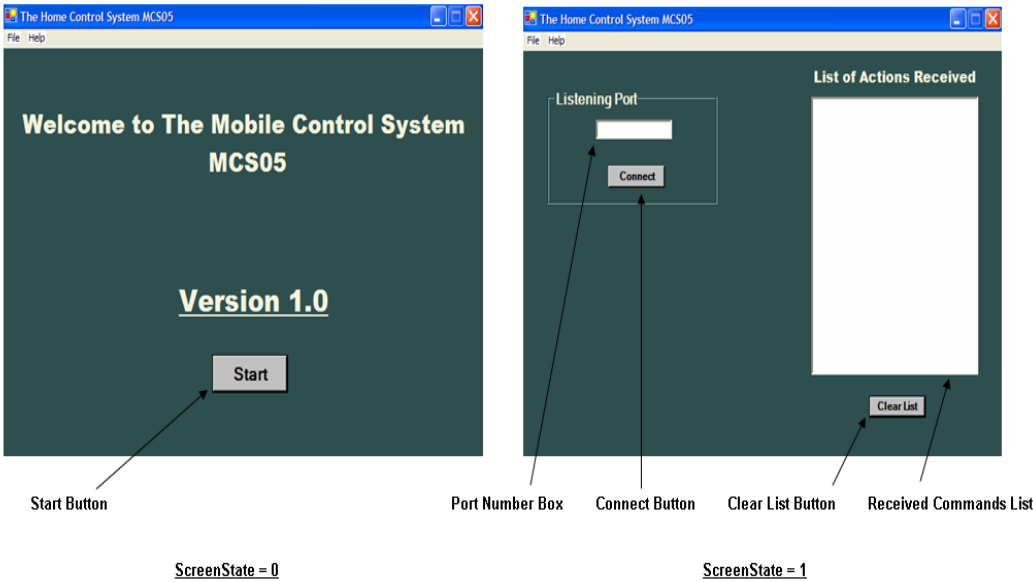 The Home Control System MCS05
File Help
Welcome to The Mobile Control System
MCS05
Version 1.0
Start
Start Button
ScreenState = 0
The Home Control System MCS05
File Help
Listening Port
Connect
List of Actions Received
Clear List
Port Number Box
Connect Button
Clear List Button
Received Commands List
ScreenState = 1